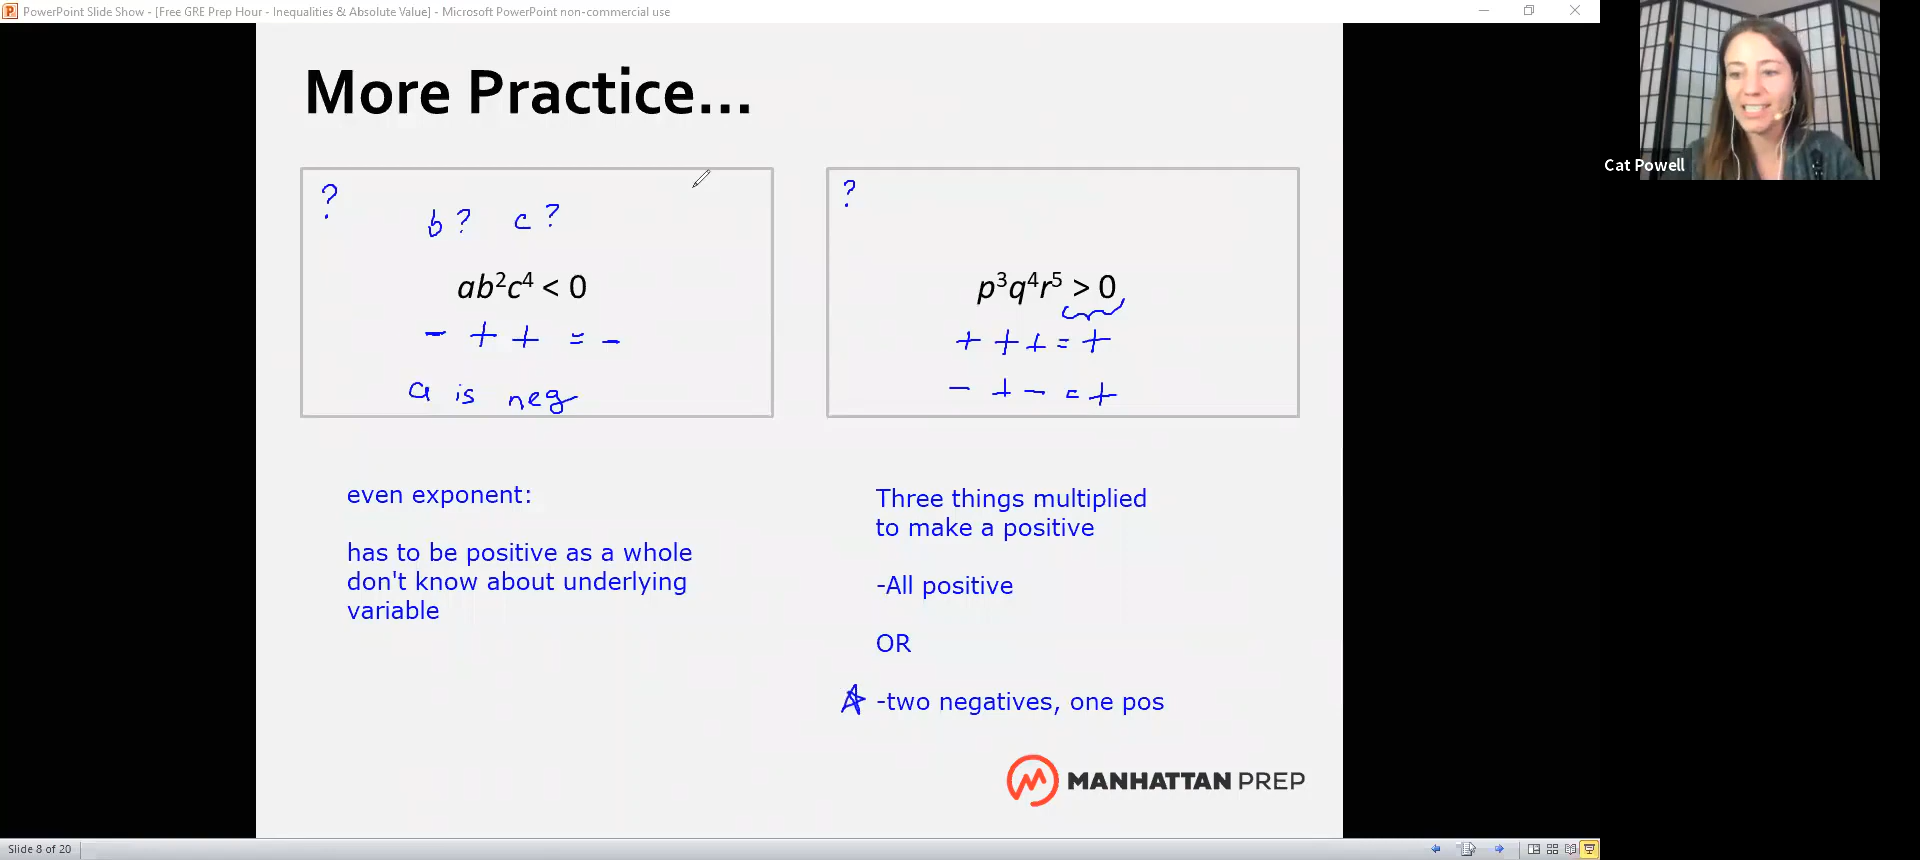 PowerPoint Slide Show - [Free GRE Prep Hour - Inequalities & Absolute Value] - Microsoft PowerPoint non-commercial use
More Practice...
?
b? c?
ab²c⁴ < 0
- + + = -
a is neg
?
p³q⁴r⁵ > 0
+ + + = +
- + - = +
even exponent:
has to be positive as a whole
don't know about underlying
variable
Three things multiplied
to make a positive
-All positive
OR
-two negatives, one pos
MANHATTAN PREP
Cat Powell
Slide 8 of 20